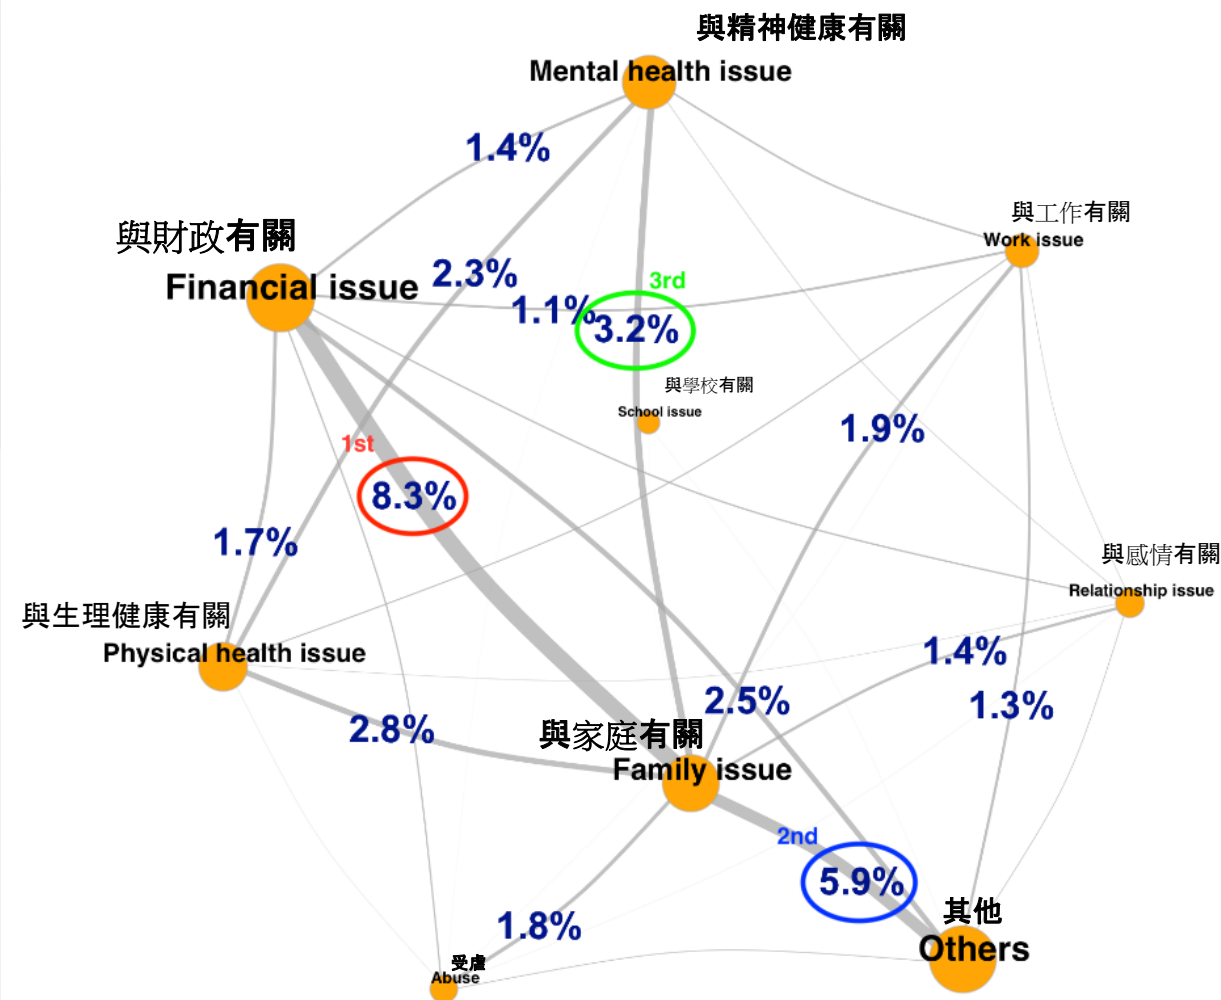 與精神健康有關
Mental health issue
1.4%
與財政有關
Financial issue
與工作有關
Work issue
2.3%
1.1%
3rd
3.2%
與學校有關
School issue
1.9%
1st
8.3%
1.7%
與感情有關
Relationship issue
與生理健康有關
Physical health issue
1.4%
2.5%
1.3%
2.8%
與家庭有關
Family issue
2nd
5.9%
其他
Others
1.8%
受虐
Abuse